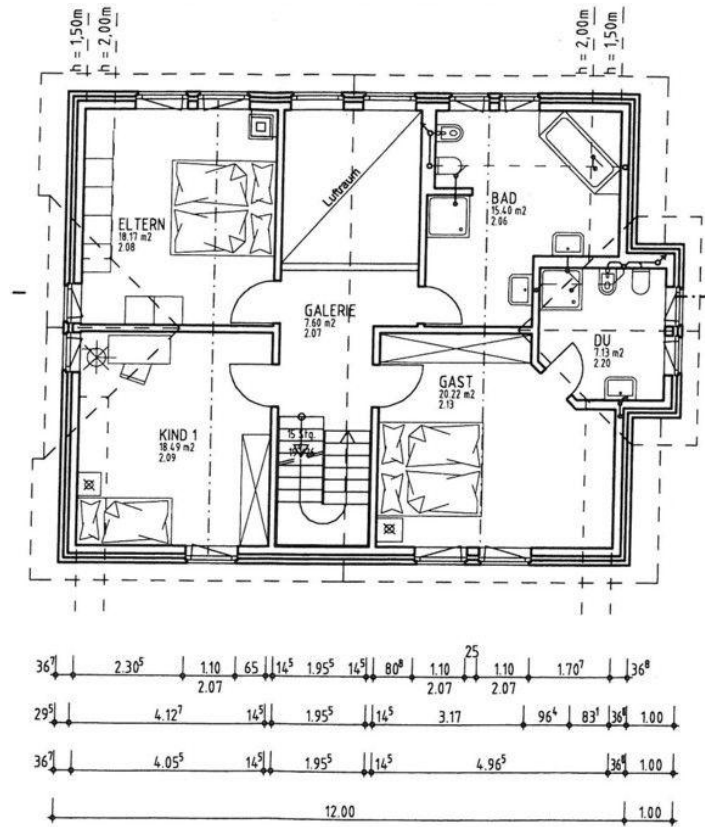 h = 1,50m
h = 2,00m
h = 2,00m
h = 1,50m
Luftraum
ELTERN
18.17 m2
2.08
BAD
15.40 m2
2.06
GALERIE
7.60 m2
2.07
DU
7.13 m2
2.20
GAST
20.22 m2
2.13
KIND 1
18.49 m2
2.09
15 Stg.
25
36⁷ 2.30⁵ 1.10 65 14⁵ 1.95⁵ 14⁵ 80⁸ 1.10 1.10 1.70⁷ 36⁸
2.07 2.07 2.07
29⁵ 4.12⁷ 14⁵ 1.95⁵ 14⁵ 3.17 96⁴ 83¹ 36⁸ 1.00
36⁷ 4.05⁵ 14⁵ 1.95⁵ 14⁵ 4.96⁵ 36⁸ 1.00
12.00 1.00